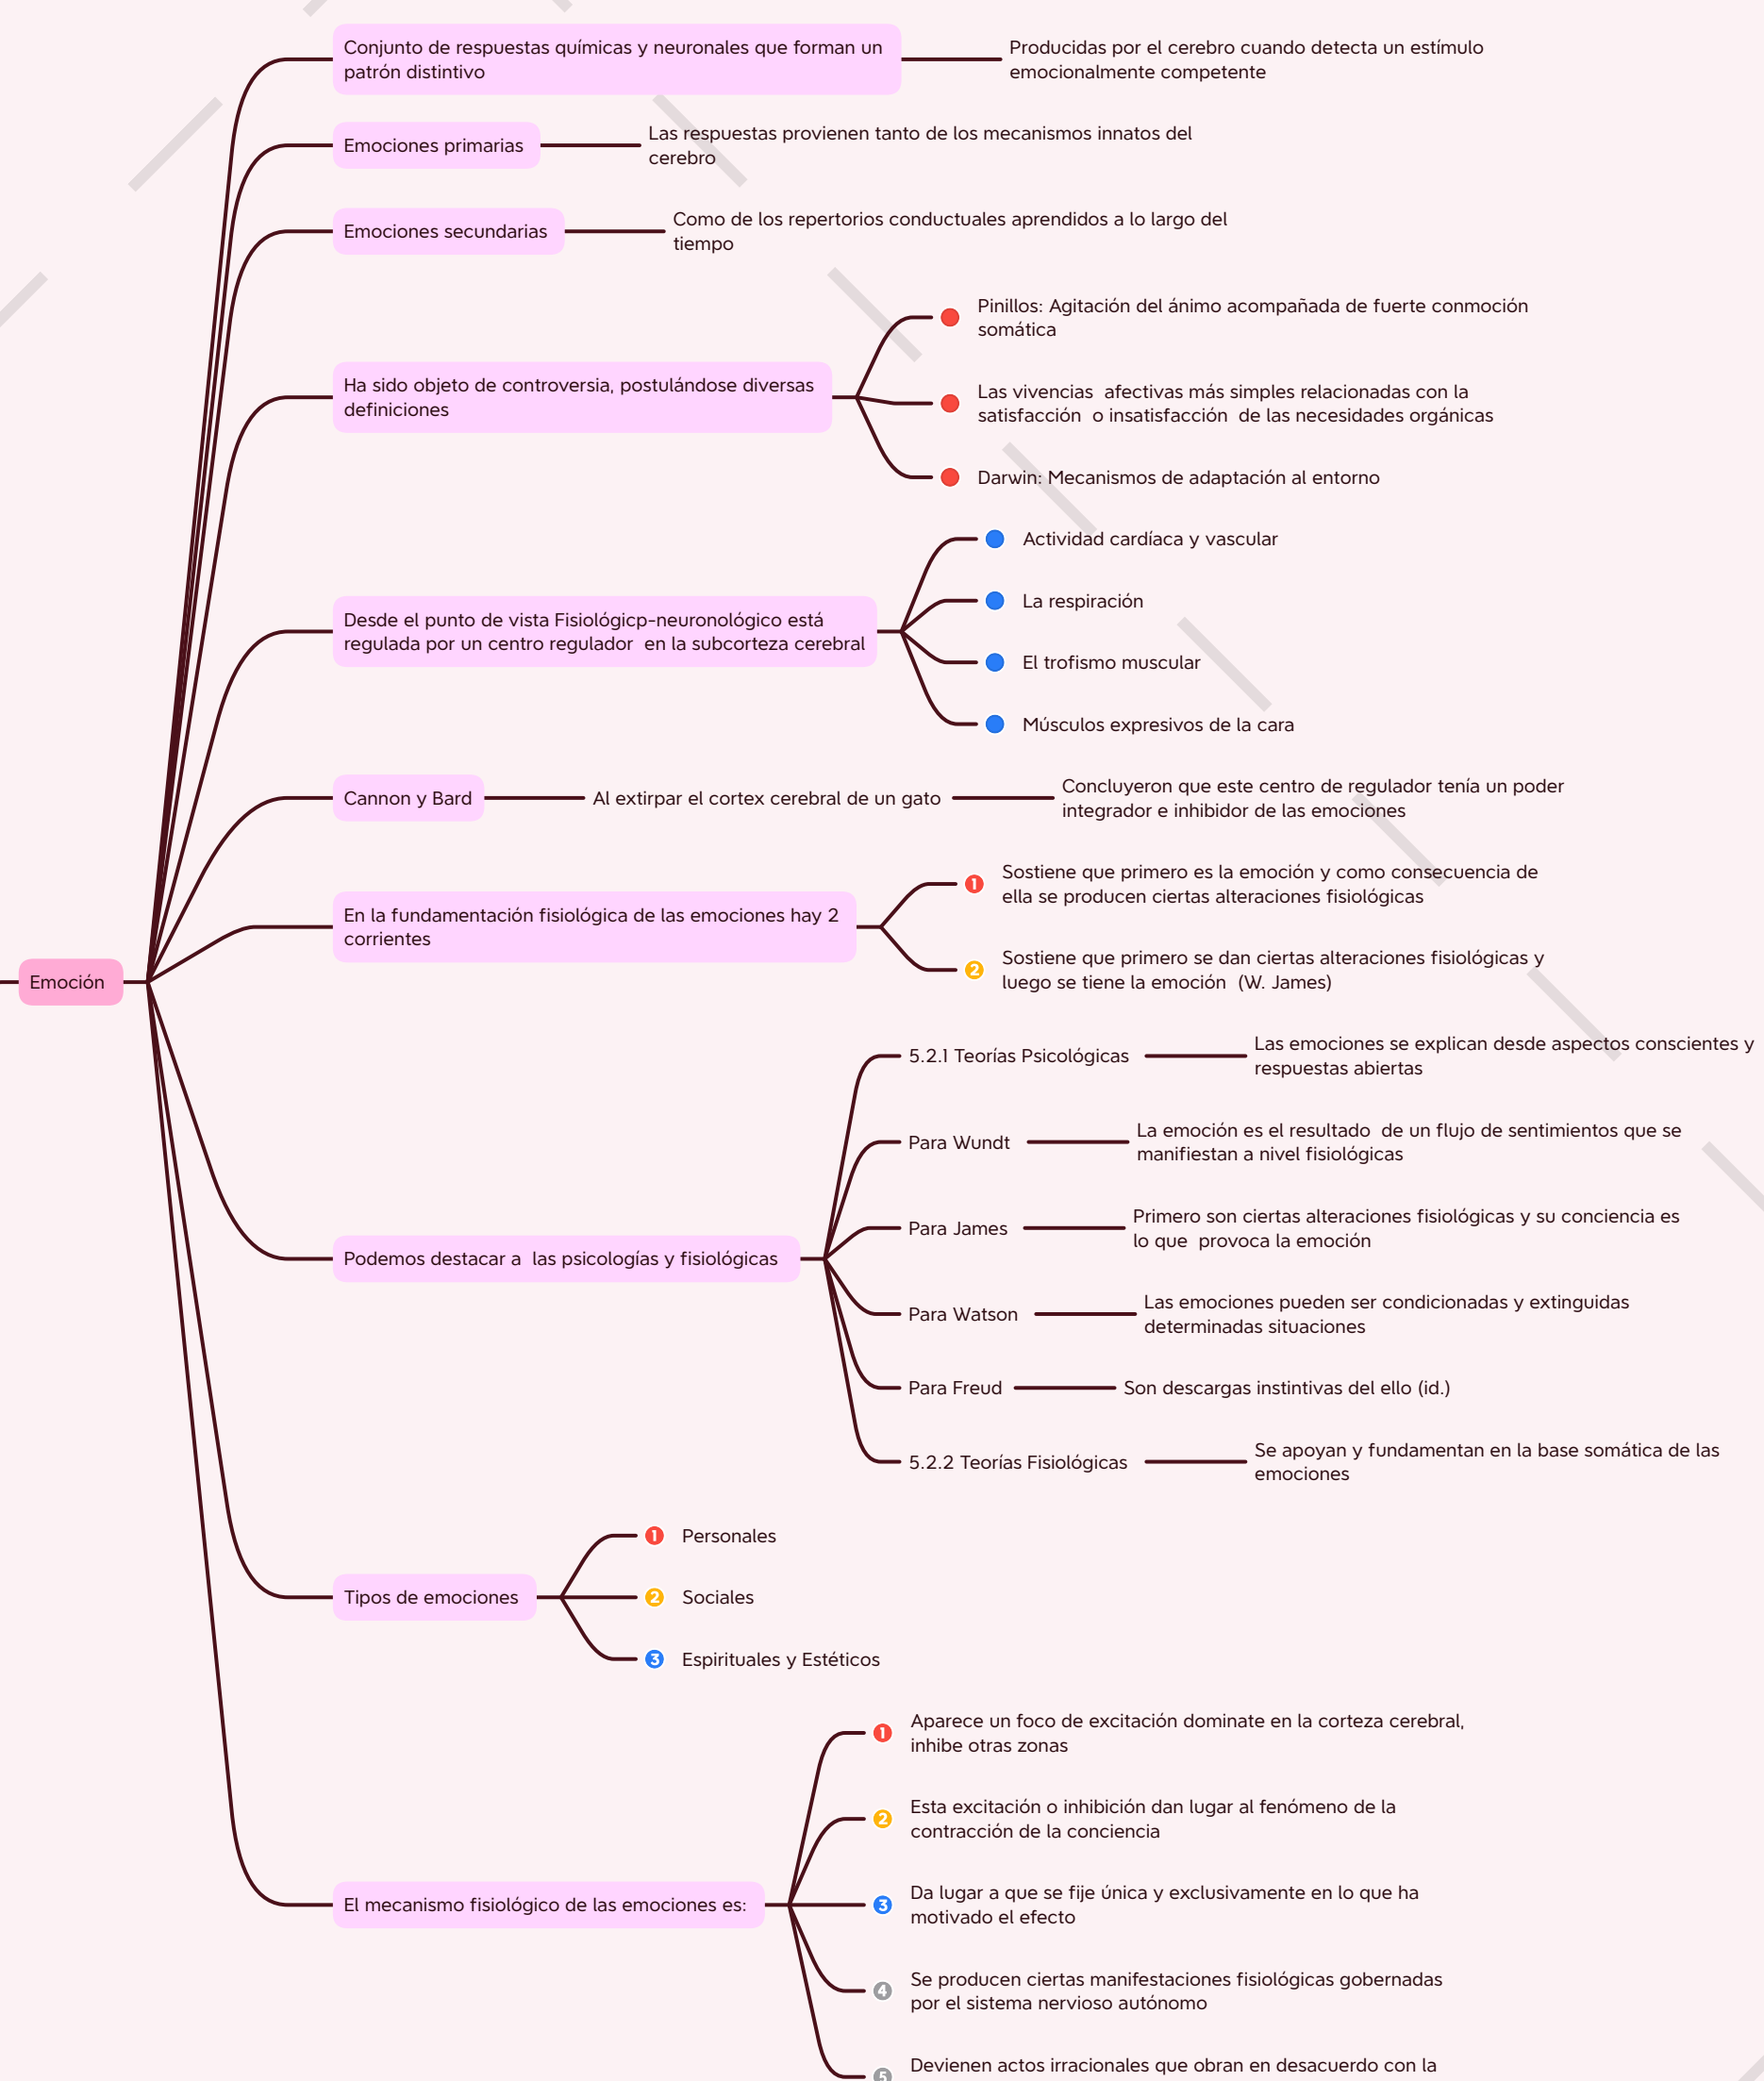 Conjunto de respuestas químicas y neuronales que forman un
patrón distintivo
Producidas por el cerebro cuando detecta un estímulo
emocionalmente competente
Emociones primarias
Las respuestas provienen tanto de los mecanismos innatos del
cerebro
Emociones secundarias
Como de los repertorios conductuales aprendidos a lo largo del
tiempo
Ha sido objeto de controversia, postulándose diversas
definiciones
Pinillos: Agitación del ánimo acompañada de fuerte conmoción
somática
Las vivencias  afectivas más simples relacionadas con la
satisfacción  o insatisfacción  de las necesidades orgánicas
Darwin: Mecanismos de adaptación al entorno
Desde el punto de vista Fisiológicp-neuronológico está
regulada por un centro regulador  en la subcorteza cerebral
Actividad cardíaca y vascular
La respiración
El trofismo muscular
Músculos expresivos de la cara
Cannon y Bard
Al extirpar el cortex cerebral de un gato
Concluyeron que este centro de regulador tenía un poder
integrador e inhibidor de las emociones
En la fundamentación fisiológica de las emociones hay 2
corrientes
1 Sostiene que primero es la emoción y como consecuencia de
ella se producen ciertas alteraciones fisiológicas
2 Sostiene que primero se dan ciertas alteraciones fisiológicas y
luego se tiene la emoción  (W. James)
Emoción
Podemos destacar a  las psicologías y fisiológicas
5.2.1 Teorías Psicológicas
Las emociones se explican desde aspectos conscientes y
respuestas abiertas
Para Wundt
La emoción es el resultado  de un flujo de sentimientos que se
manifiestan a nivel fisiológicas
Para James
Primero son ciertas alteraciones fisiológicas y su conciencia es
lo que  provoca la emoción
Para Watson
Las emociones pueden ser condicionadas y extinguidas
determinadas situaciones
Para Freud
Son descargas instintivas del ello (id.)
5.2.2 Teorías Fisiológicas
Se apoyan y fundamentan en la base somática de las
emociones
Tipos de emociones
1 Personales
2 Sociales
3 Espirituales y Estéticos
El mecanismo fisiológico de las emociones es:
1 Aparece un foco de excitación dominate en la corteza cerebral,
inhibe otras zonas
2 Esta excitación o inhibición dan lugar al fenómeno de la
contracción de la conciencia
3 Da lugar a que se fije única y exclusivamente en lo que ha
motivado el efecto
4 Se producen ciertas manifestaciones fisiológicas gobernadas
por el sistema nervioso autónomo
5 Devienen actos irracionales que obran en desacuerdo con la